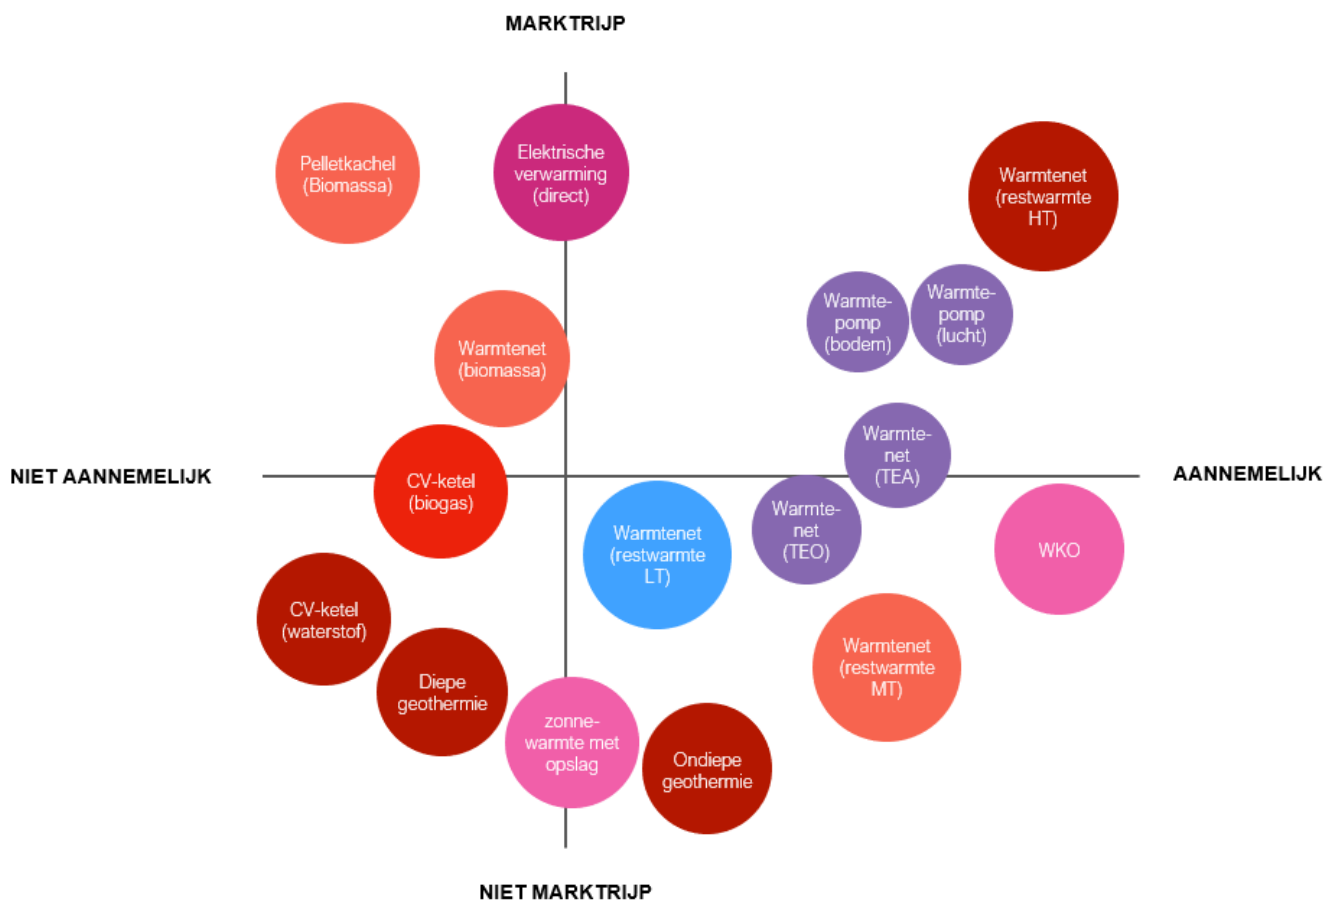 MARKTRIJP
Pelletkachel
(Biomassa)
Elektrische
verwarming
(direct)
Warmtenet
(restwarmte
HT)
Warmte-
pomp
(bodem)
Warmte-
pomp
(lucht)
Warmtenet
(biomassa)
Warmte-
net
(TEA)
NIET AANNEMELIJK
AANNEMELIJK
CV-ketel
(biogas)
Warmtenet
(restwarmte
LT)
Warmte-
net
(TEO)
WKO
CV-ketel
(waterstof)
Warmtenet
(restwarmte
MT)
Diepe
geothermie
zonne-
warmte met
opslag
Ondiepe
geothermie
NIET MARKTRIJP